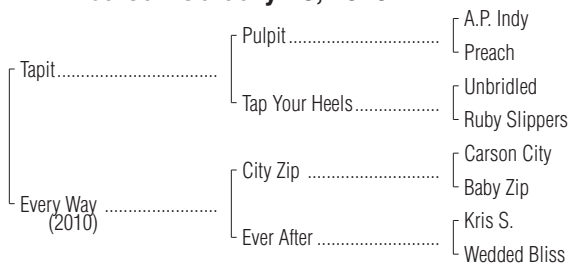 Pulpit
A.P. Indy
Preach
Tapit
Tap Your Heels
Unbridled
Ruby Slippers
City Zip
Carson City
Baby Zip
Every Way
(2010)
Ever After
Kris S.
Wedded Bliss